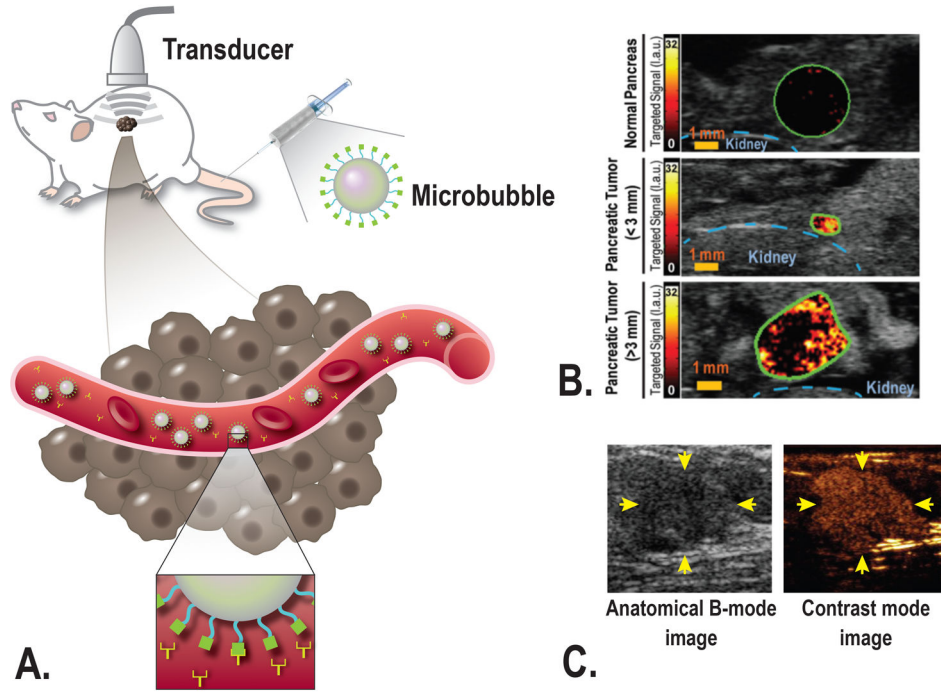 Transducer
Microbubble
A.
Normal Pancreas
Targeted Signal (I.a.u.)
32
0
1 mm
Kidney
Pancreatic Tumor
(< 3 mm)
Targeted Signal (I.a.u.)
32
0
1 mm
Kidney
Pancreatic Tumor
(>3 mm)
Targeted Signal (I.a.u.)
32
0
1 mm
Kidney
B.
Anatomical B-mode
image
Contrast mode
image
C.